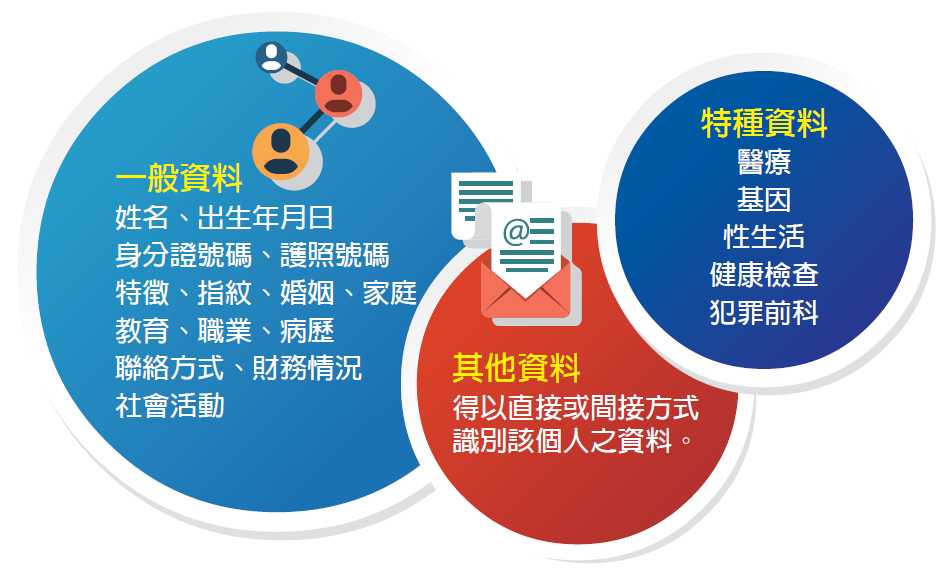 一般資料
姓名、出生年月日
身分證號碼、護照號碼
特徵、指紋、婚姻、家庭
教育、職業、病歷
聯絡方式、財務情況
社會活動
@
其他資料
得以直接或間接方式
識別該個人之資料。
特種資料
醫療
基因
性生活
健康檢查
犯罪前科